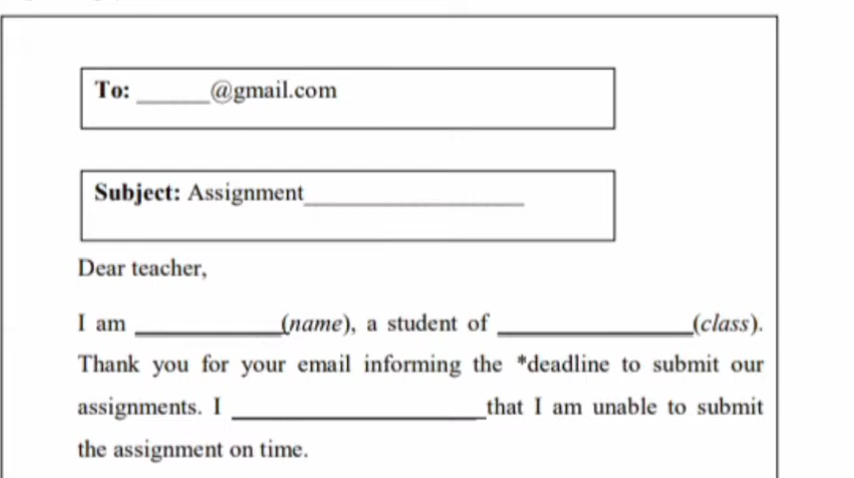 To: ______@gmail.com
Subject: Assignment__________________
Dear teacher,
I am ____________(name), a student of ________________(class).
Thank you for your email informing the *deadline to submit our
assignments. I _____________________that I am unable to submit
the assignment on time.